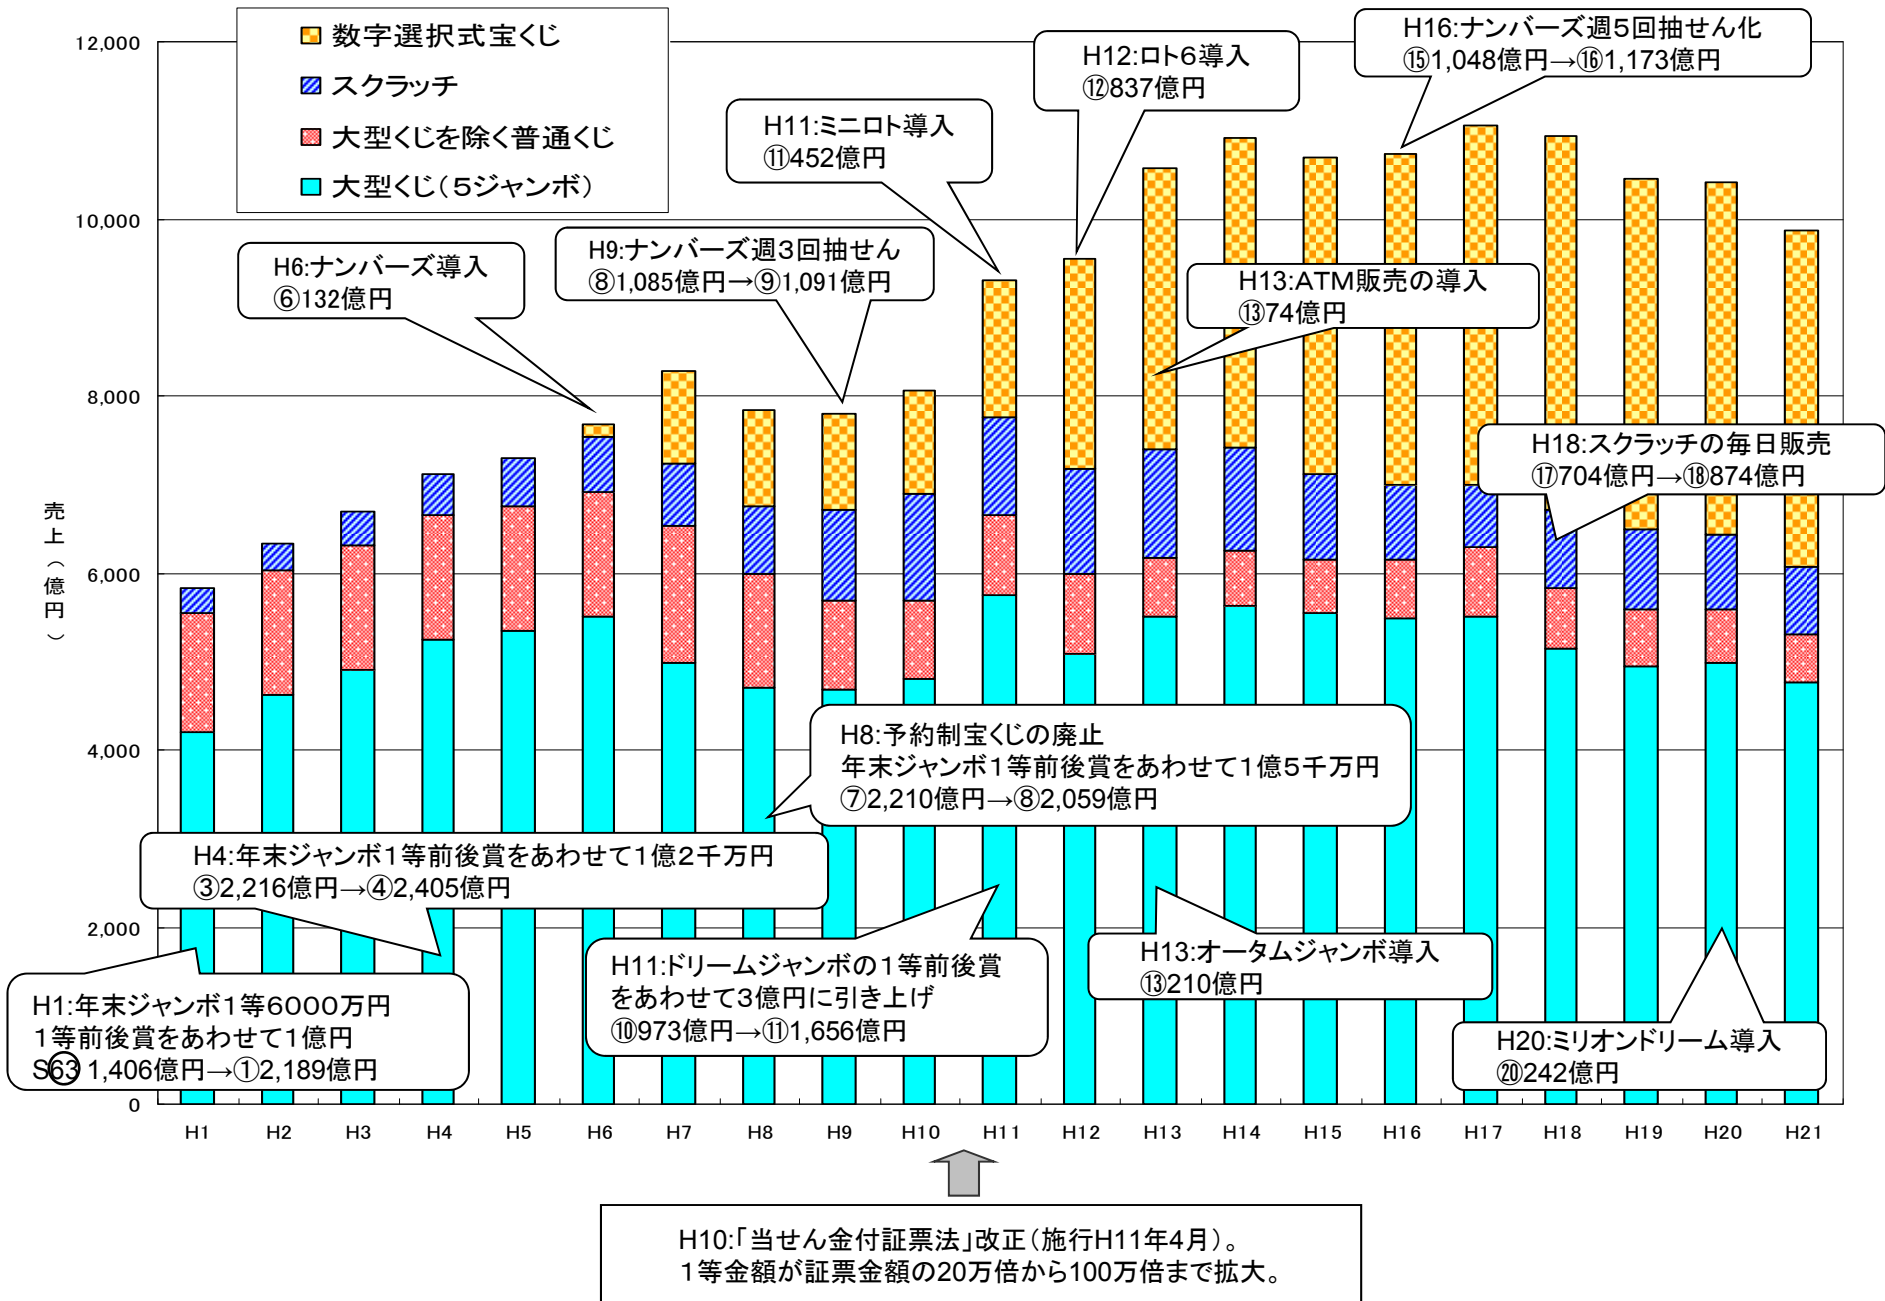 数字選択式宝くじ
スクラッチ
大型くじを除く普通くじ
大型くじ（５ジャンボ）
H6:ナンバーズ導入
⑥132億円
H9:ナンバーズ週３回抽せん
⑧1,085億円→⑨1,091億円
H11:ミニロト導入
⑪452億円
H12:ロト６導入
⑫837億円
H16:ナンバーズ週５回抽せん化
⑮1,048億円→⑯1,173億円
H13:ATM販売の導入
⑬74億円
H18:スクラッチの毎日販売
⑰704億円→⑱874億円
H8:予約制宝くじの廃止
年末ジャンボ１等前後賞をあわせて１億５千万円
⑦2,210億円→⑧2,059億円
H4:年末ジャンボ１等前後賞をあわせて１億２千万円
③2,216億円→④2,405億円
H1:年末ジャンボ１等６０００万円
１等前後賞をあわせて１億円
S63 1,406億円→①2,189億円
H11:ドリームジャンボの１等前後賞
をあわせて３億円に引き上げ
⑩973億円→⑪1,656億円
H13:オータムジャンボ導入
⑬210億円
H20:ミリオンドリーム導入
⑳242億円
売上（億円）
12,000
10,000
8,000
6,000
4,000
2,000
0
H1 H2 H3 H4 H5 H6 H7 H8 H9 H10 H11 H12 H13 H14 H15 H16 H17 H18 H19 H20 H21
H10:「当せん金付証票法」改正（施行H11年4月）。
１等金額が証票金額の20万倍から100万倍まで拡大。